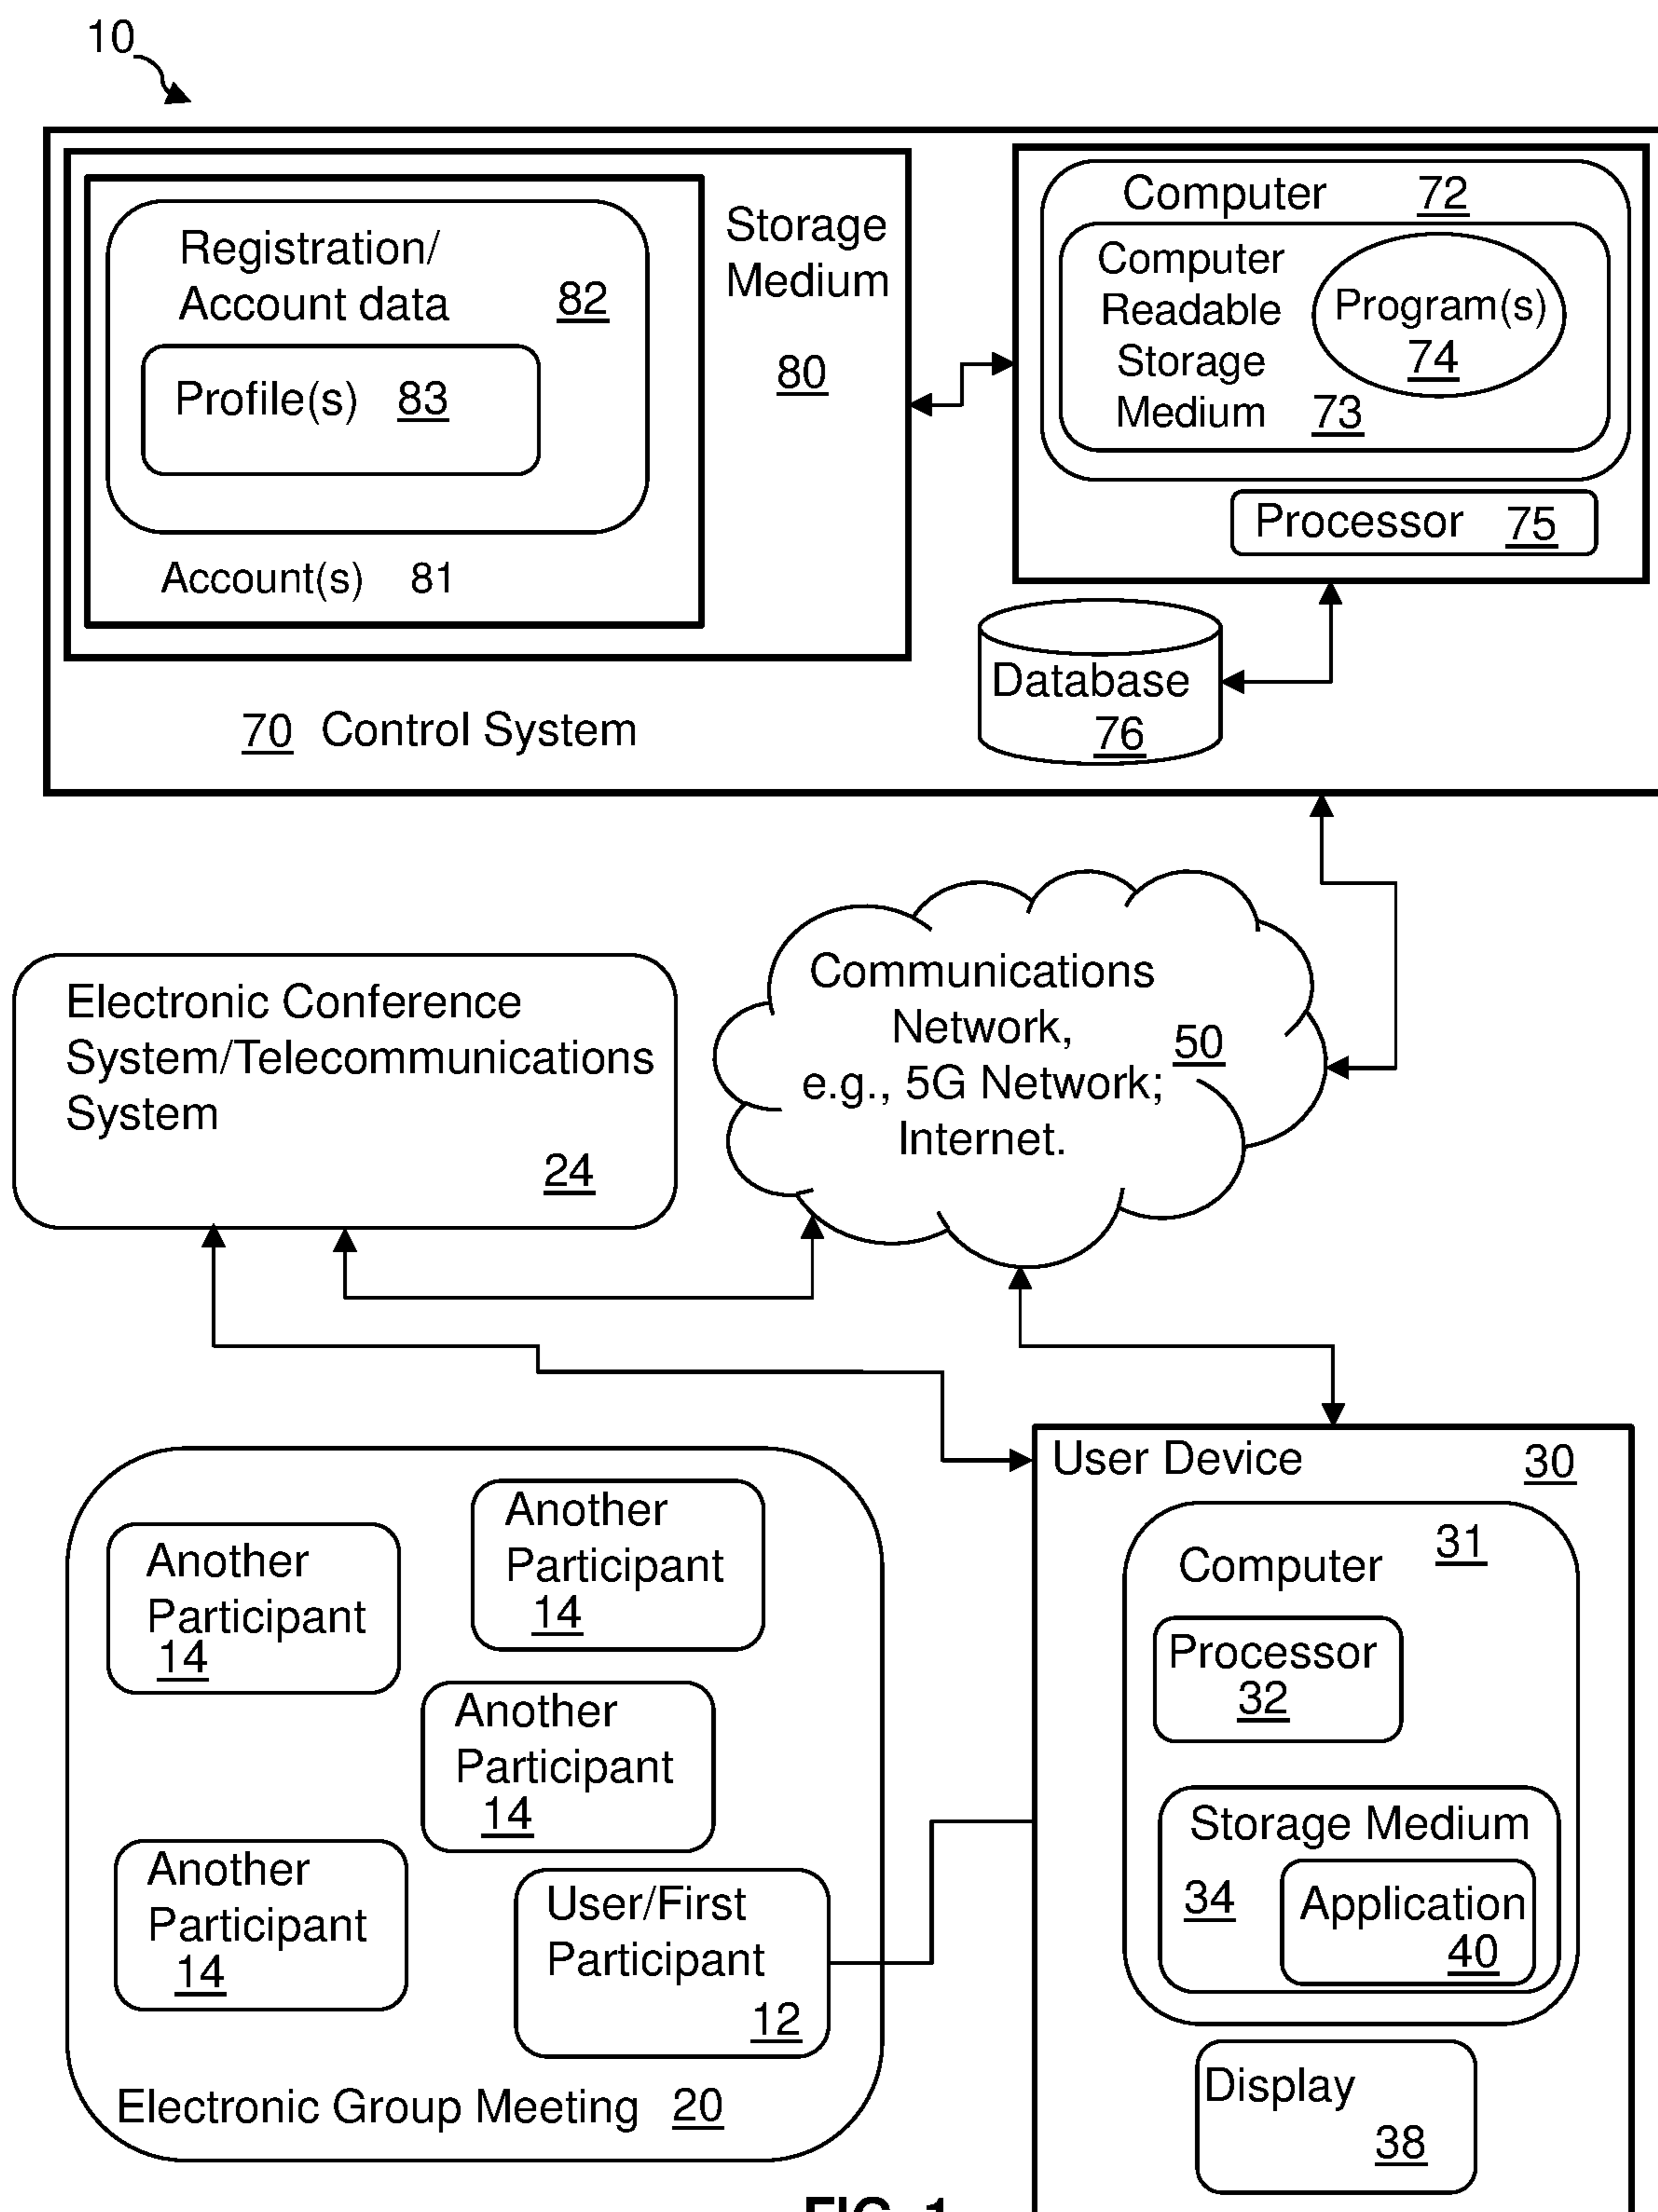 10
Registration/
Account data 82
Profile(s) 83
Account(s) 81
Storage
Medium
80
70 Control System
Computer 72
Computer
Readable
Storage
Medium 73
Program(s)
74
Processor 75
Database
76
Electronic Conference
System/Telecommunications
System
24
Communications
Network,
e.g., 5G Network;
Internet.
50
Another
Participant
14
Another
Participant
14
Another
Participant
14
Another
Participant
14
User/First
Participant
12
Electronic Group Meeting 20
User Device 30
Computer 31
Processor
32
Storage Medium
34
Application
40
Display
38
FIG. 1